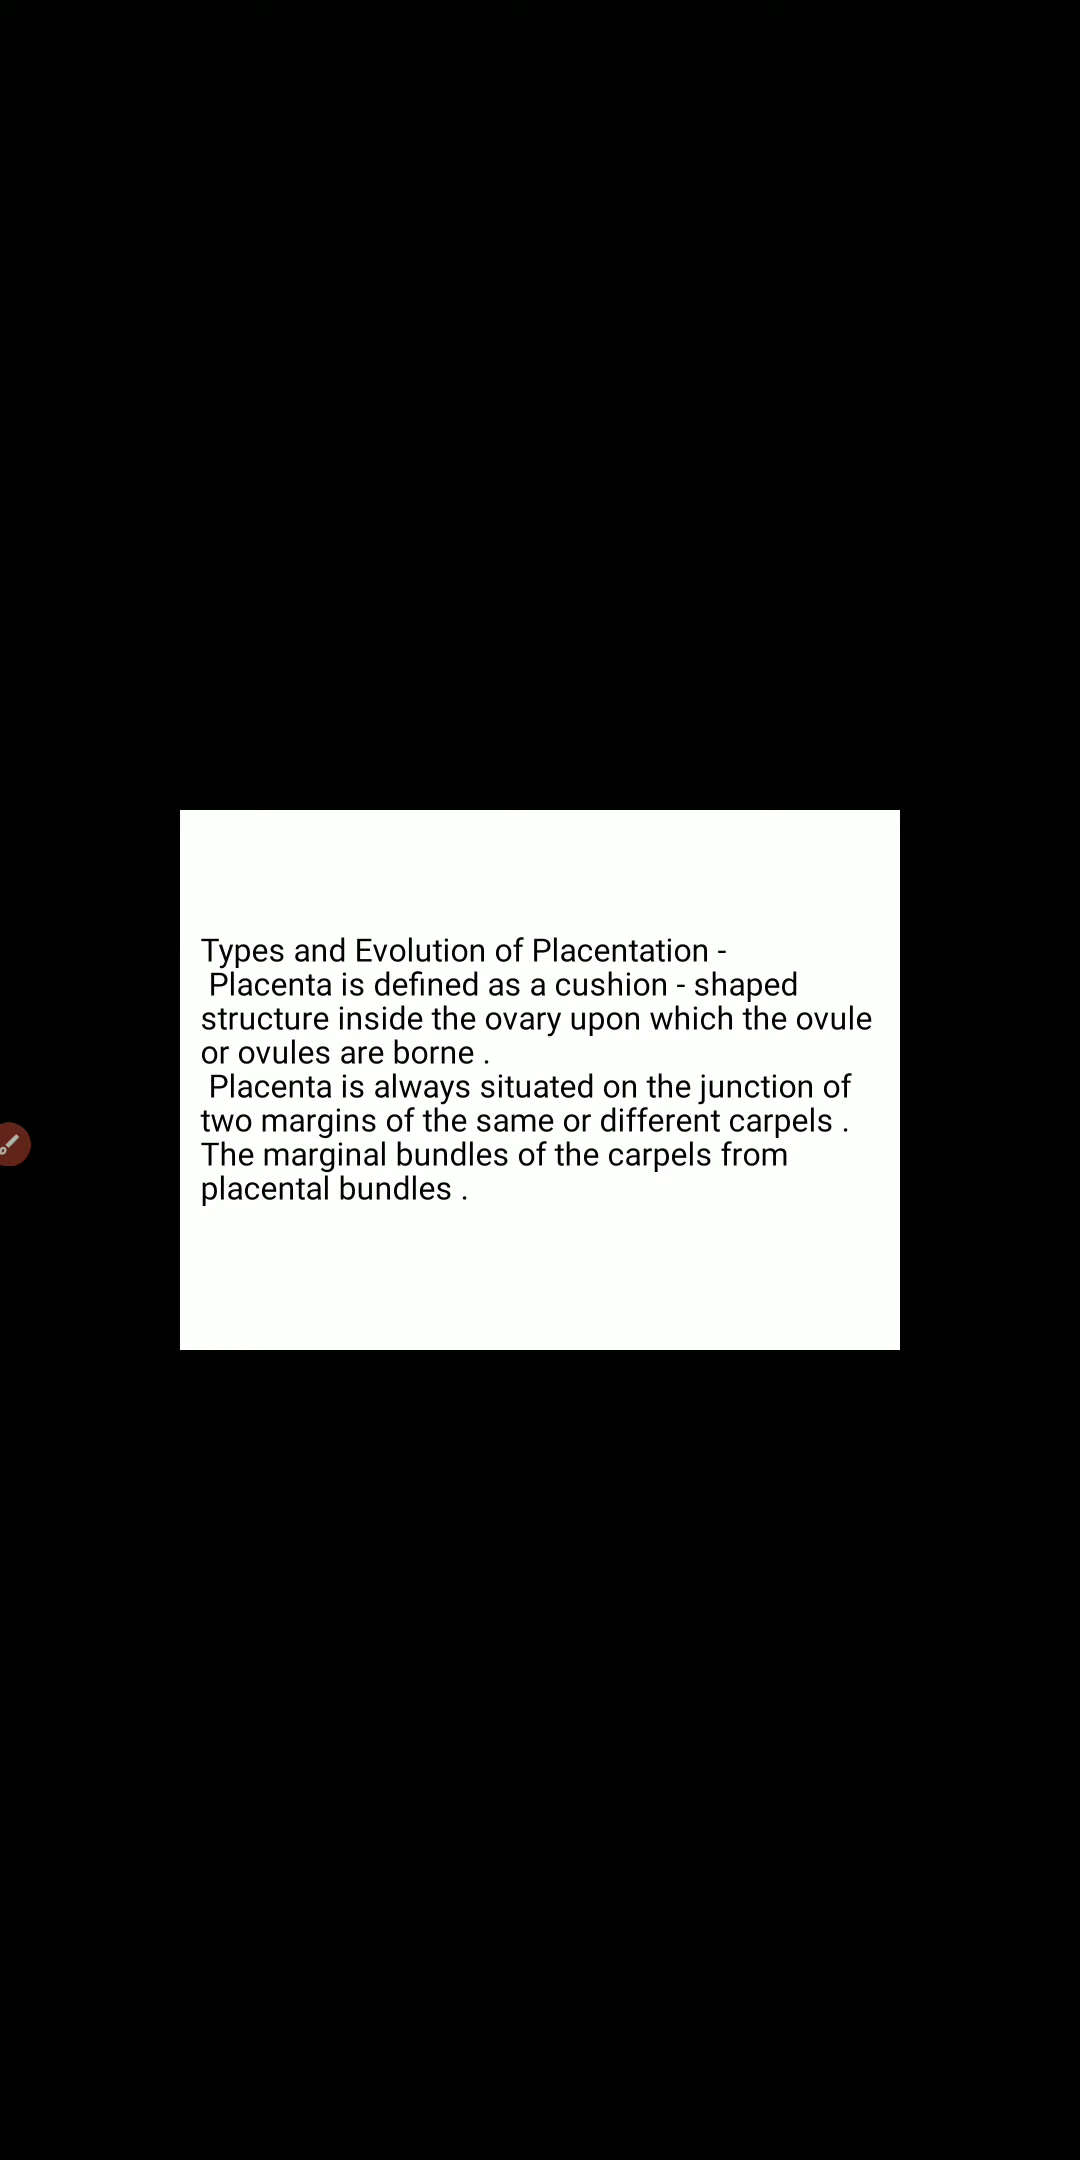 Types and Evolution of Placentation -
Placenta is defined as a cushion - shaped
structure inside the ovary upon which the ovule
or ovules are borne .
Placenta is always situated on the junction of
two margins of the same or different carpels .
The marginal bundles of the carpels from
placental bundles .